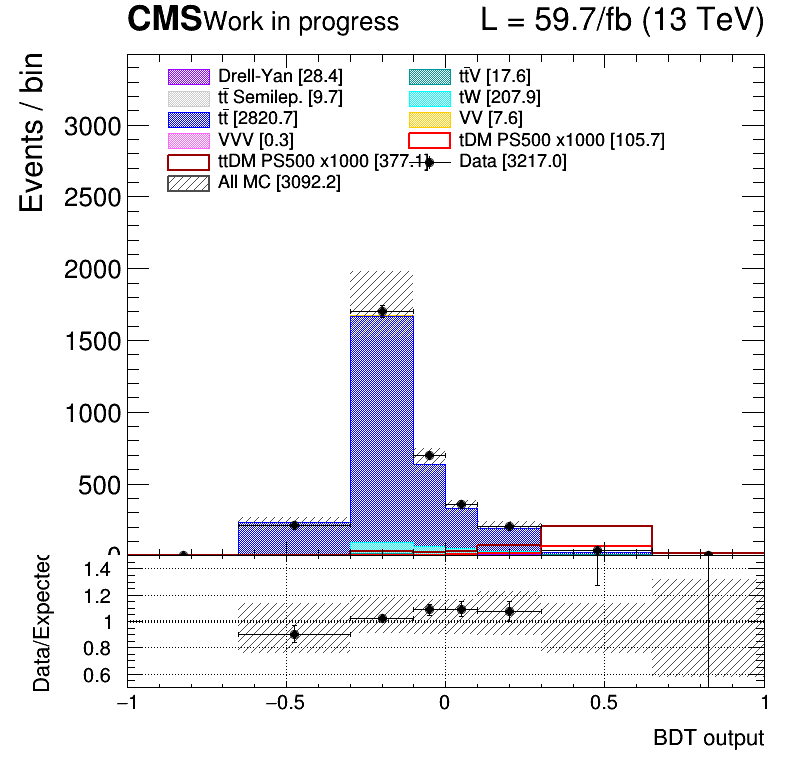 CMS Work in progress L = 59.7/fb (13 TeV)
Events / bin
Drell-Yan [28.4] tt̄V [17.6]
tt̄ Semilep. [9.7] tW [207.9]
tt̄ [2820.7] VV [7.6]
VVV [0.3] tDM PS500 x1000 [105.7]
ttDM PS500 x1000 [377.1] Data [3217.0]
All MC [3092.2]
3000
2500
2000
1500
1000
500
0
Data/Expected
1.4
1.2
1
0.8
0.6
−1 −0.5 0 0.5 1
BDT output